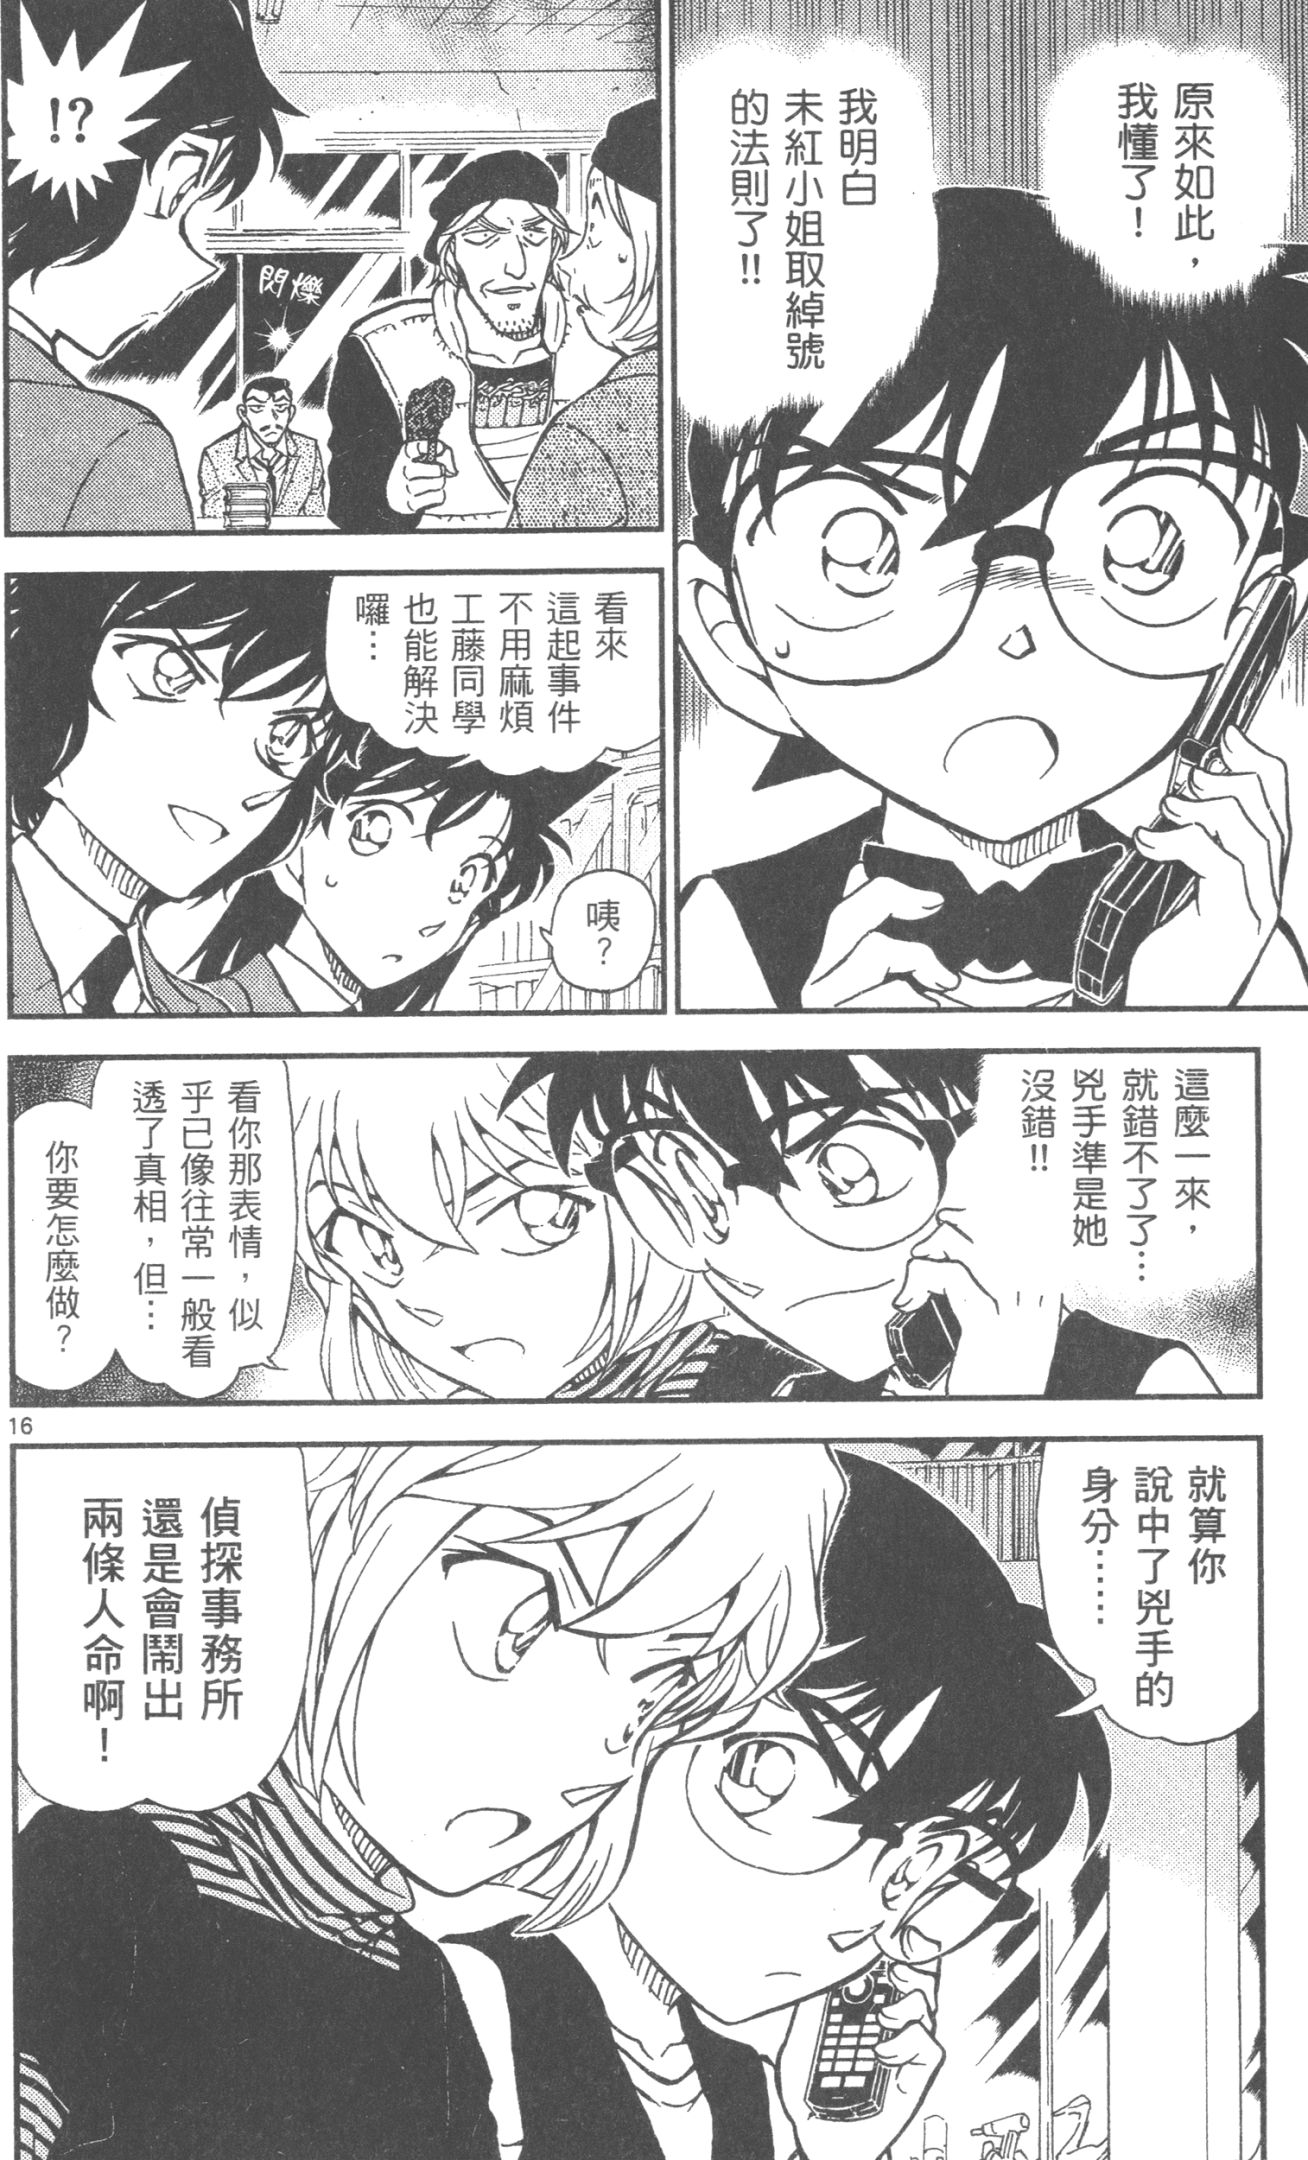 原來如此，
我懂了！
我明白
未紅小姐取綽號
的法則了!!
!?
閃爍
看來
這起事件
不用麻煩
工藤同學
也能解決
囉…
咦？
這麼一來，
就錯不了了…
兇手準是她
沒錯!!
看你那表情，似
乎已像往常一般看
透了真相，但…
你要怎麼做？
16
就算你
說中了兇手的
身分……
偵探事務所
還是會鬧出
兩條人命啊！